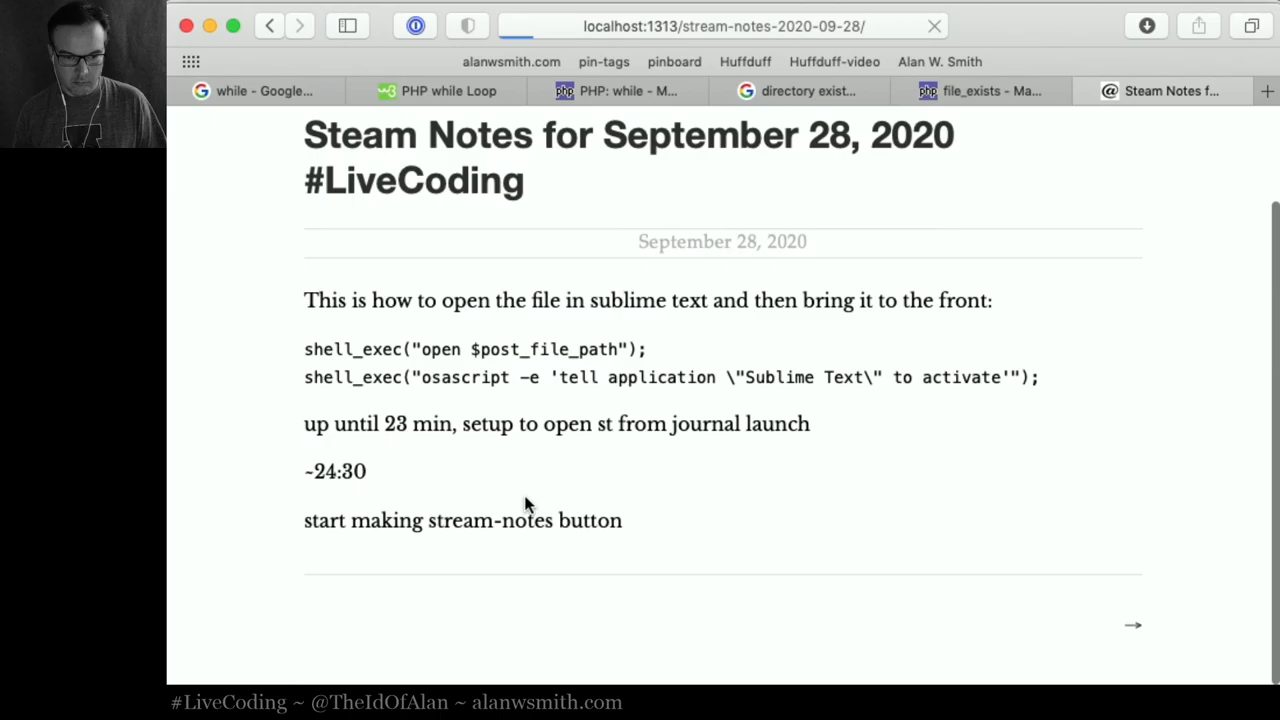 localhost:1313/stream-notes-2020-09-28/
alanwsmith.com pin-tags pinboard Huffduff Huffduff-video Alan W. Smith
while - Google... PHP while Loop php PHP: while - M... directory exist... php file_exists - Ma... @ Steam Notes f...
Steam Notes for September 28, 2020
#LiveCoding
September 28, 2020
This is how to open the file in sublime text and then bring it to the front:
shell_exec("open $post_file_path");
shell_exec("osascript -e 'tell application \"Sublime Text\" to activate'");
up until 23 min, setup to open st from journal launch
~24:30
start making stream-notes button
#LiveCoding ~ @TheIdOfAlan ~ alanwsmith.com